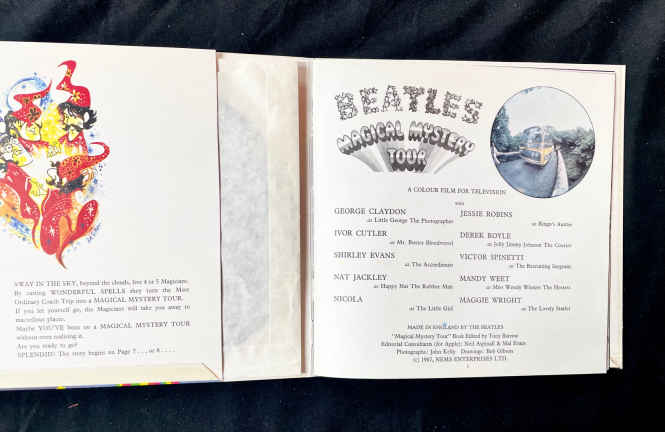 AWAY IN THE SKY, beyond the clouds, live 4 or 5 Magicians.
By casting WONDERFUL SPELLS they turn the Most
Ordinary Coach Trip into a MAGICAL MYSTERY TOUR.
If you let yourself go, the Magicians will take you away to
marvellous places.
Maybe YOU'VE been on a MAGICAL MYSTERY TOUR
without even realising it.
Are you ready to go?
SPLENDID! The story begins on Page 7 . . . . or 8 . . . .
BEATLES
MAGICAL MYSTERY
TOUR
A COLOUR FILM FOR TELEVISION
with
GEORGE CLAYDON
as Little George The Photographer
IVOR CUTLER
as Mr. Buster Bloodvessel
SHIRLEY EVANS
as The Accordionist
NAT JACKLEY
as Happy Nat The Rubber Man
NICOLA
as The Little Girl
JESSIE ROBINS
as Ringo's Auntie
DEREK ROYLE
as Jolly Jimmy Johnson The Courier
VICTOR SPINETTI
as The Recruiting Sergeant
MANDY WEET
as Miss Wendy Winters The Hostess
MAGGIE WRIGHT
as The Lovely Starlet
MADE IN ENGLAND BY THE BEATLES
"Magical Mystery Tour" Book Edited by Tony Barrow
Editorial Consultants (for Apple): Neil Aspinall & Mal Evans
Photographs: John Kelly Drawings: Bob Gibson
(c) 1967, NEMS ENTERPRISES LTD.